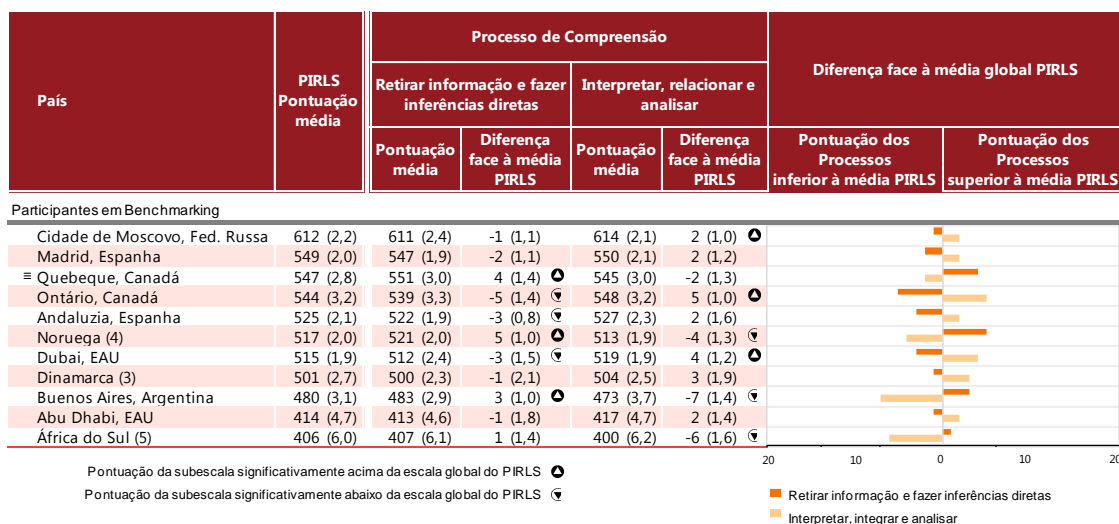 País
PIRLS
Pontuação
média
Processo de Compreensão
Retirar informação e fazer
inferências diretas
Interpretar, relacionar e
analisar
Pontuação
média
Diferença
face à média
PIRLS
Pontuação
média
Diferença
face à média
PIRLS
Diferença face à média global PIRLS
Pontuação dos
Processos
inferior à média PIRLS
Pontuação dos
Processos
superior à média PIRLS
Participantes em Benchmarking
Cidade de Moscovo, Fed. Russa 612 (2,2) 611 (2,4) -1 (1,1) 614 (2,1) 2 (1,0)
Madrid, Espanha 549 (2,0) 547 (1,9) -2 (1,1) 550 (2,1) 2 (1,2)
≡ Quebeque, Canadá 547 (2,8) 551 (3,0) 4 (1,4) 545 (3,0) -2 (1,3)
Ontário, Canadá 544 (3,2) 539 (3,3) -5 (1,4) 548 (3,2) 5 (1,0)
Andaluzia, Espanha 525 (2,1) 522 (1,9) -3 (0,8) 527 (2,3) 2 (1,6)
Noruega (4) 517 (2,0) 521 (2,0) 5 (1,0) 513 (1,9) -4 (1,3)
Dubai, EAU 515 (1,9) 512 (2,4) -3 (1,5) 519 (1,9) 4 (1,2)
Dinamarca (3) 501 (2,7) 500 (2,3) -1 (2,1) 504 (2,5) 3 (1,9)
Buenos Aires, Argentina 480 (3,1) 483 (2,9) 3 (1,0) 473 (3,7) -7 (1,4)
Abu Dhabi, EAU 414 (4,7) 413 (4,6) -1 (1,8) 417 (4,7) 2 (1,4)
África do Sul (5) 406 (6,0) 407 (6,1) 1 (1,4) 400 (6,2) -6 (1,6)
20 10 0 10 20
Pontuação da subescala significativamente acima da escala global do PIRLS
Pontuação da subescala significativamente abaixo da escala global do PIRLS
Retirar informação e fazer inferências diretas
Interpretar, integrar e analisar